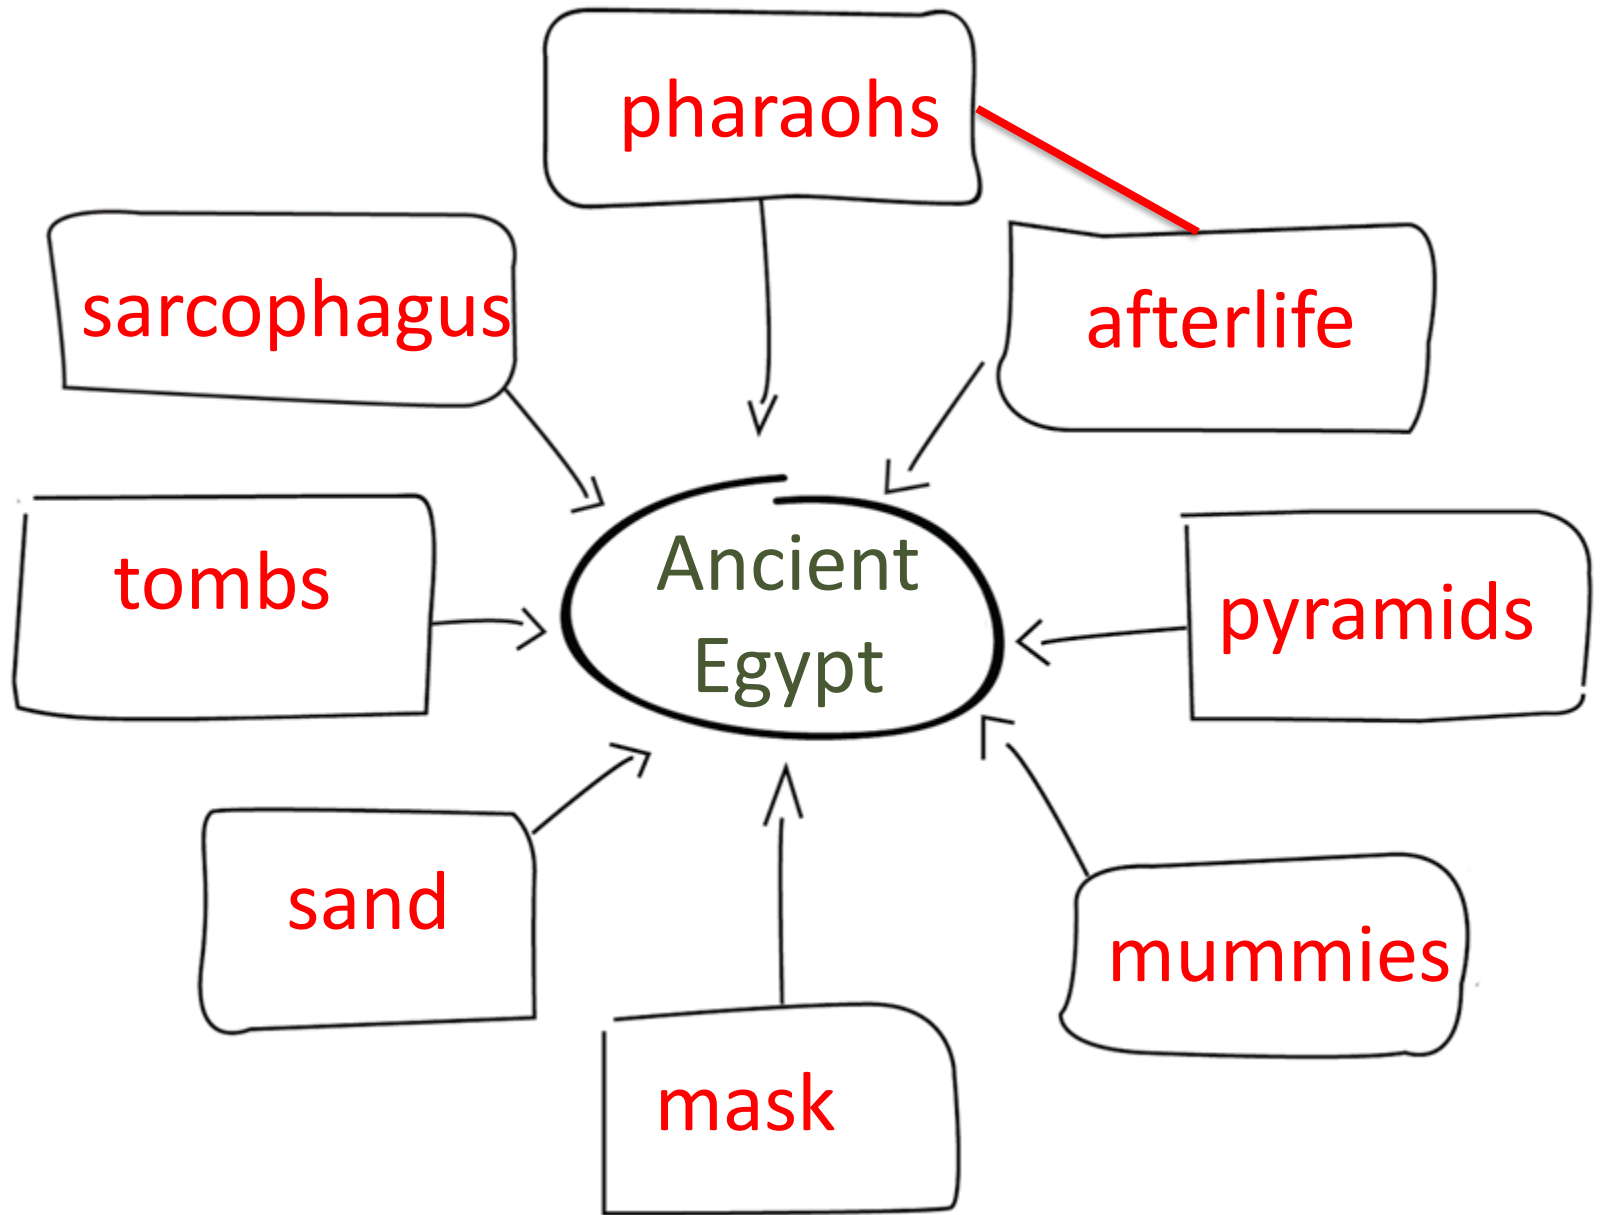 pharaohs
sarcophagus
afterlife
Ancient
Egypt
tombs
pyramids
sand
mummies
mask